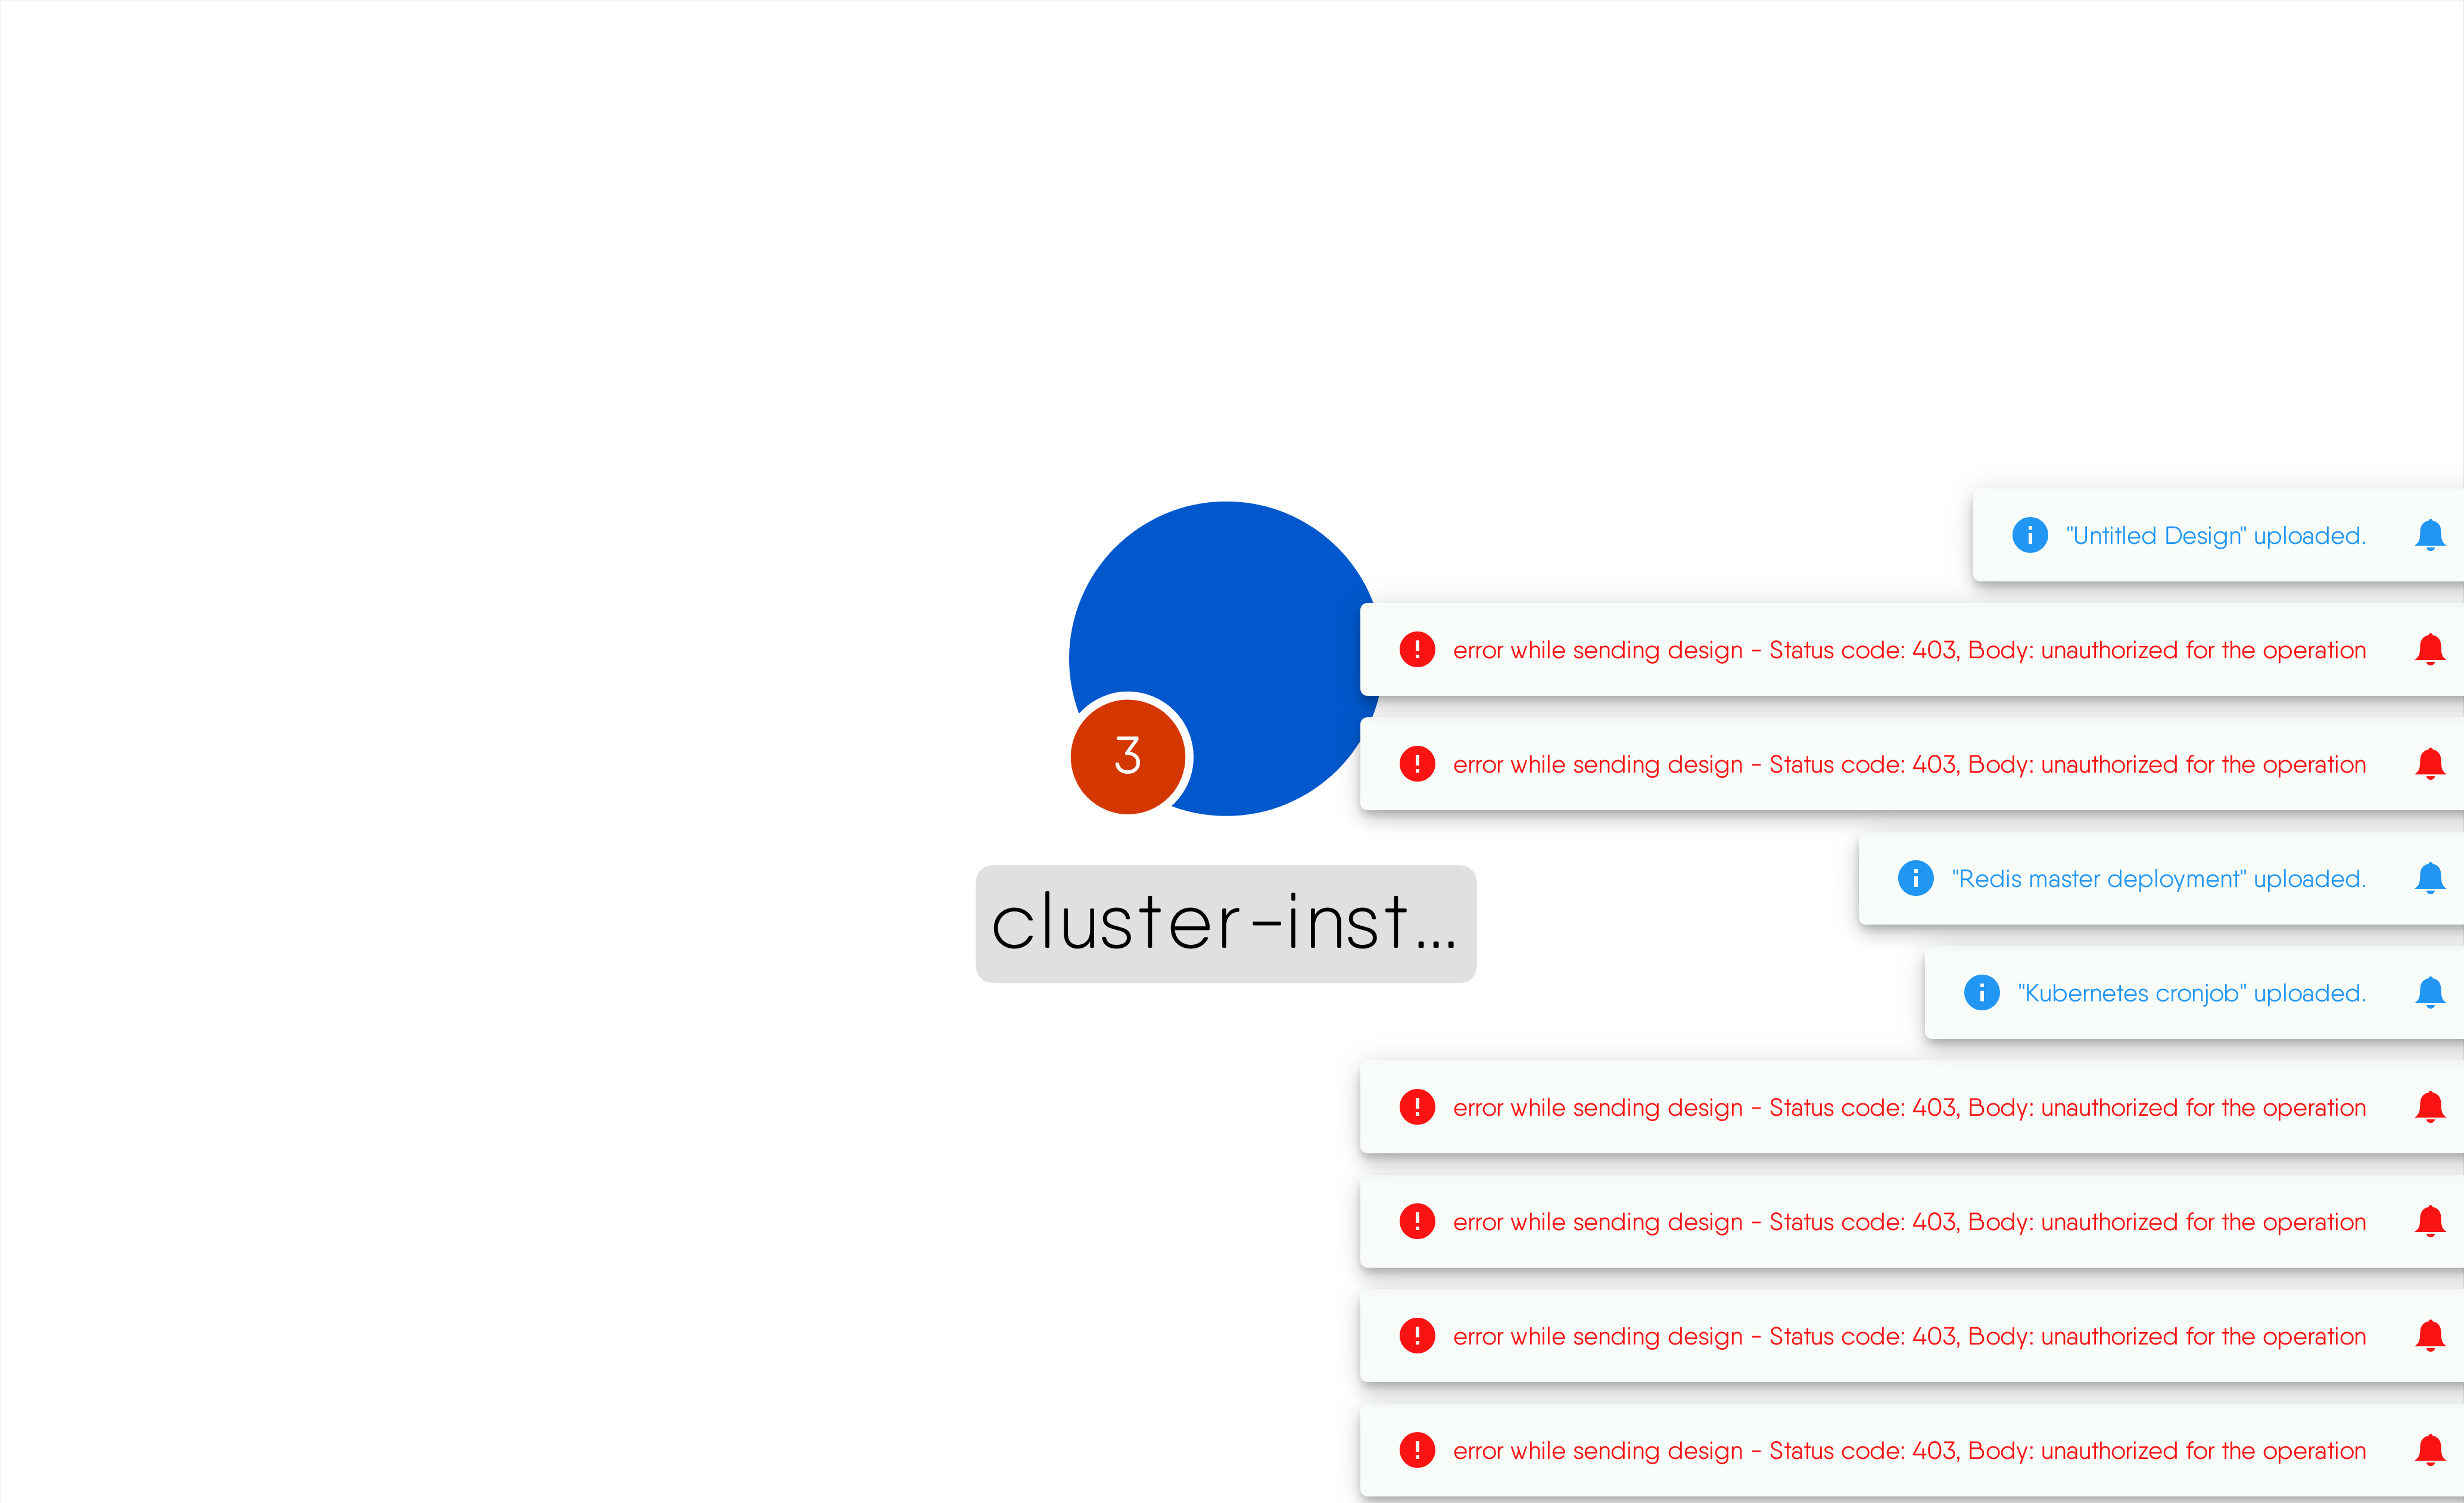 "Untitled Design" uploaded.
error while sending design - Status code: 403, Body: unauthorized for the operation
error while sending design - Status code: 403, Body: unauthorized for the operation
3
"Redis master deployment" uploaded.
cluster-inst...
"Kubernetes cronjob" uploaded.
error while sending design - Status code: 403, Body: unauthorized for the operation
error while sending design - Status code: 403, Body: unauthorized for the operation
error while sending design - Status code: 403, Body: unauthorized for the operation
error while sending design - Status code: 403, Body: unauthorized for the operation